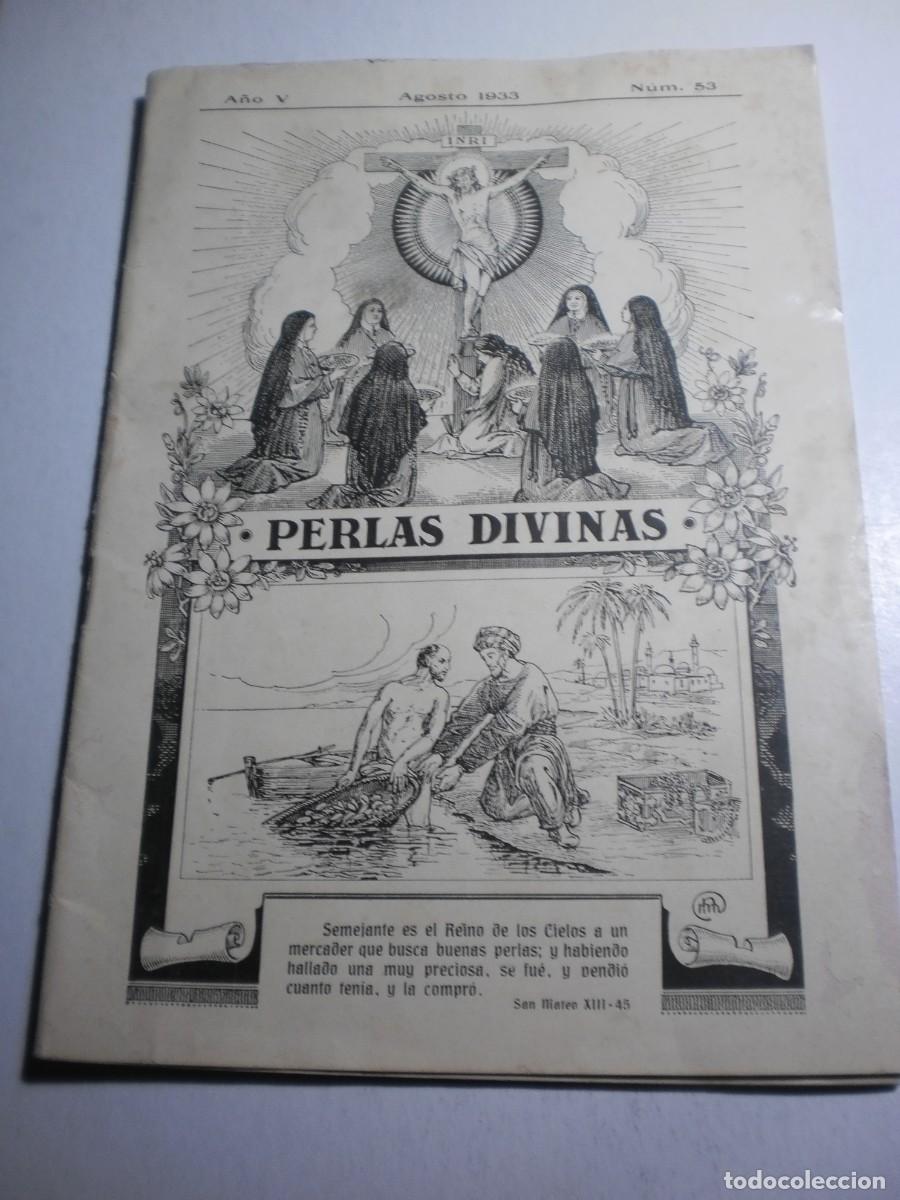 Año V Agosto 1933 Núm. 53
INRI
· PERLAS DIVINAS ·
Semejante es el Reino de los Cielos a un
mercader que busca buenas perlas; y habiendo
hallado una muy preciosa, se fué, y vendió
cuanto tenía, y la compró.
San Mateo XIII-45
todocoleccion